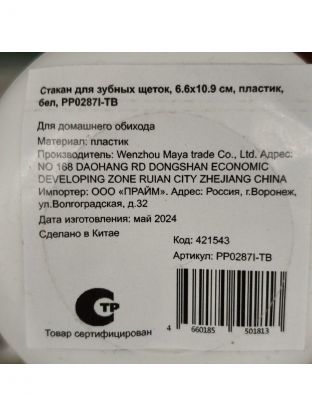 Стакан для зубных щеток, 6.6x10.9 см, пластик,
бел, PP0287I-TB
Для домашнего обихода
Материал: пластик
Производитель: Wenzhou Maya trade Co., Ltd. Адрес:
NO 168 DAOHANG RD DONGSHAN ECONOMIC
DEVELOPING ZONE RUIAN CITY ZHEJIANG CHINA
Импортер: ООО «ПРАЙМ». Адрес: Россия, г.Воронеж,
ул.Волгоградская, д.32
Дата изготовления: май 2024
Сделано в Китае
Код: 421543
Артикул: PP0287I-TB
ТР
Товар сертифицирован
4 660185 501813